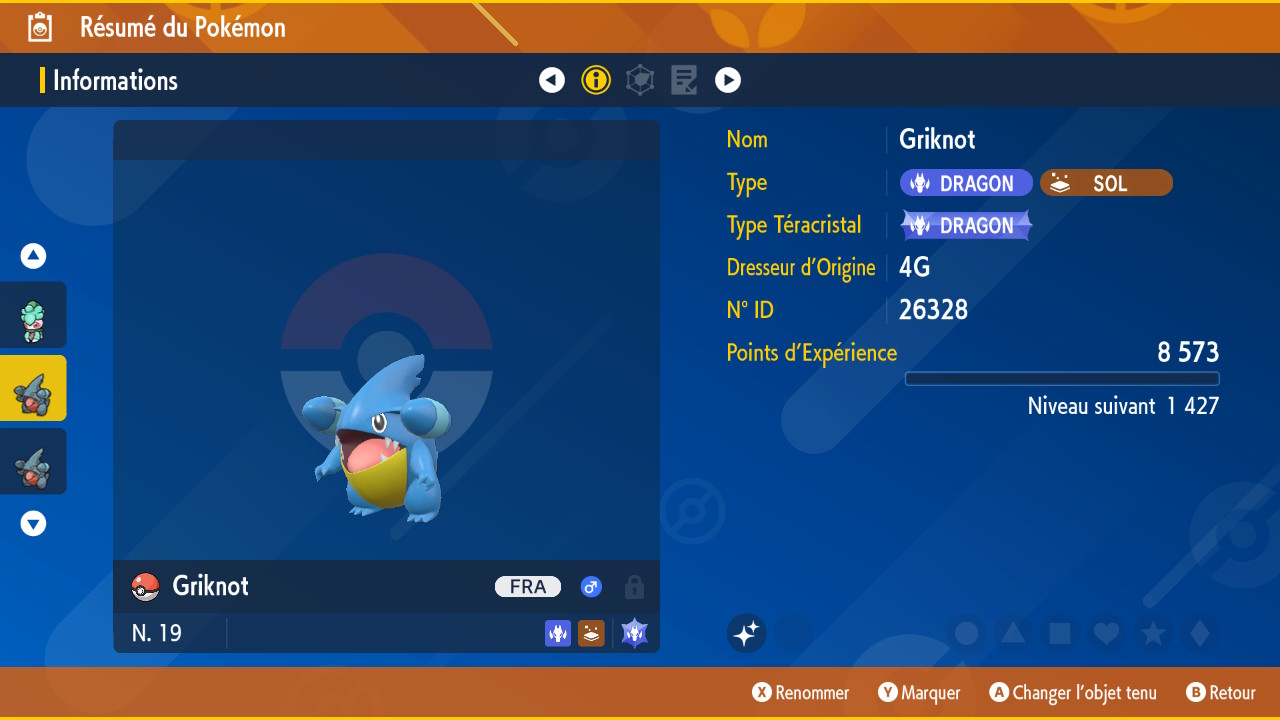 Résumé du Pokémon
Informations
Nom Griknot
Type DRAGON SOL
Type Téracristal DRAGON
Dresseur d'Origine 4G
N° ID 26328
Points d'Expérience 8 573
Niveau suivant 1 427
Griknot FRA
N. 19
X Renommer Y Marquer A Changer l'objet tenu B Retour